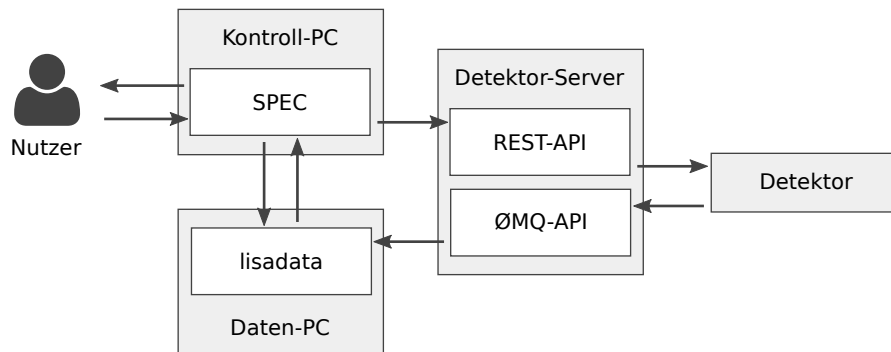 Kontroll-PC
SPEC
Nutzer
Detektor-Server
REST-API
ØMQ-API
Detektor
lisadata
Daten-PC